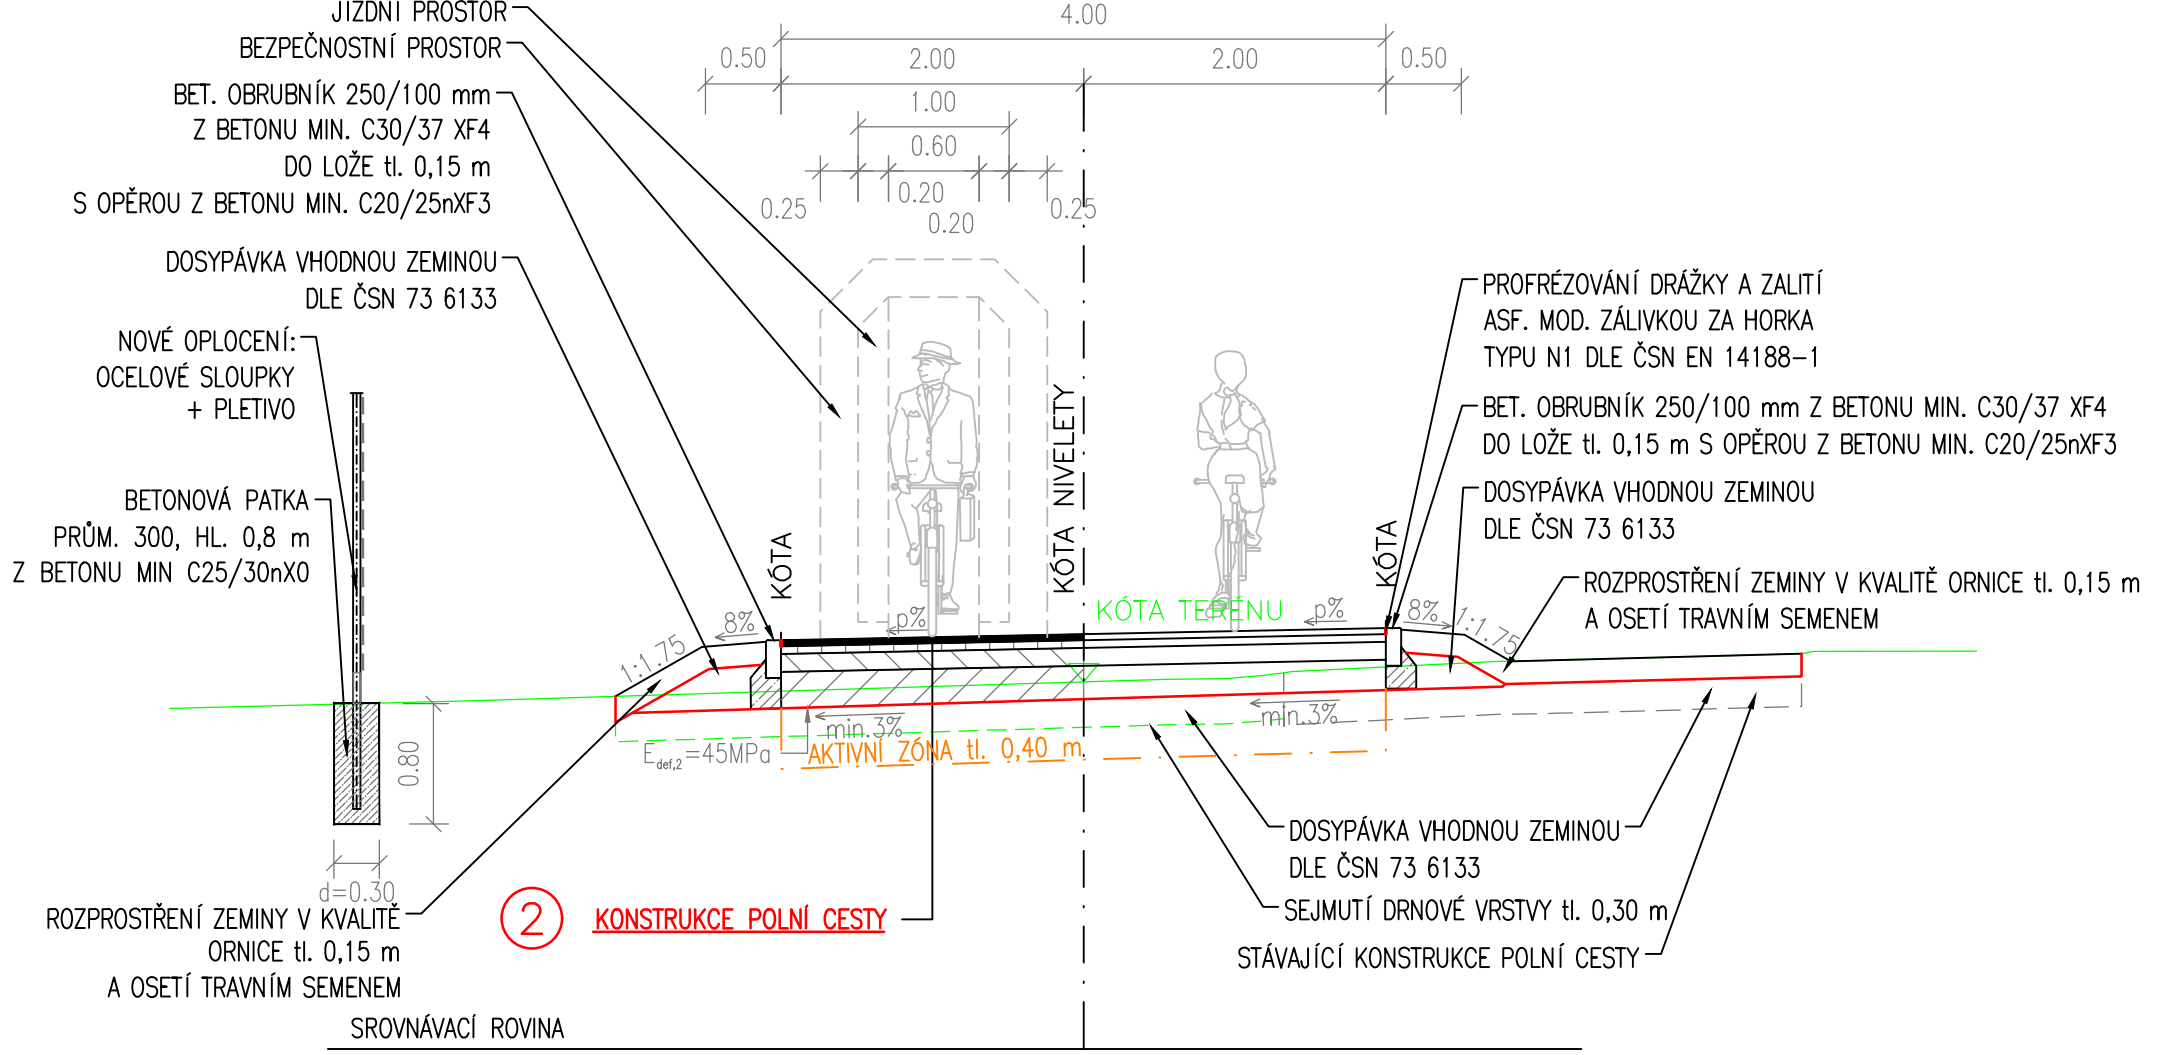 JÍZDNÍ PROSTOR
BEZPEČNOSTNÍ PROSTOR
BET. OBRUBNÍK 250/100 mm
Z BETONU MIN. C30/37 XF4
DO LOŽE tl. 0,15 m
S OPĚROU Z BETONU MIN. C20/25nXF3
DOSYPÁVKA VHODNOU ZEMINOU
DLE ČSN 73 6133
NOVÉ OPLOCENÍ:
OCELOVÉ SLOUPKY
+ PLETIVO
BETONOVÁ PATKA
PRŮM. 300, HL. 0,8 m
Z BETONU MIN C25/30nX0
4.00
0.50
2.00
2.00
0.50
1.00
0.60
0.20
0.25
0.25
0.20
PROFRÉZOVÁNÍ DRÁŽKY A ZALITÍ
ASF. MOD. ZÁLIVKOU ZA HORKA
TYPU N1 DLE ČSN EN 14188-1
BET. OBRUBNÍK 250/100 mm Z BETONU MIN. C30/37 XF4
DO LOŽE tl. 0,15 m S OPĚROU Z BETONU MIN. C20/25nXF3
DOSYPÁVKA VHODNOU ZEMINOU
DLE ČSN 73 6133
ROZPROSTŘENÍ ZEMINY V KVALITĚ ORNICE tl. 0,15 m
A OSETÍ TRAVNÍM SEMENEM
KÓTA
KÓTA NIVELETY
KÓTA
KÓTA TERÉNU
1:1.75
8%
p%
p%
8%
1:1.75
min.3%
min.3%
Edef,2=45MPa
AKTIVNÍ ZÓNA tl. 0,40 m
0.80
d=0.30
DOSYPÁVKA VHODNOU ZEMINOU
DLE ČSN 73 6133
SEJMUTÍ DRNOVÉ VRSTVY tl. 0,30 m
STÁVAJÍCÍ KONSTRUKCE POLNÍ CESTY
ROZPROSTŘENÍ ZEMINY V KVALITĚ
ORNICE tl. 0,15 m
A OSETÍ TRAVNÍM SEMENEM
2 KONSTRUKCE POLNÍ CESTY
SROVNÁVACÍ ROVINA